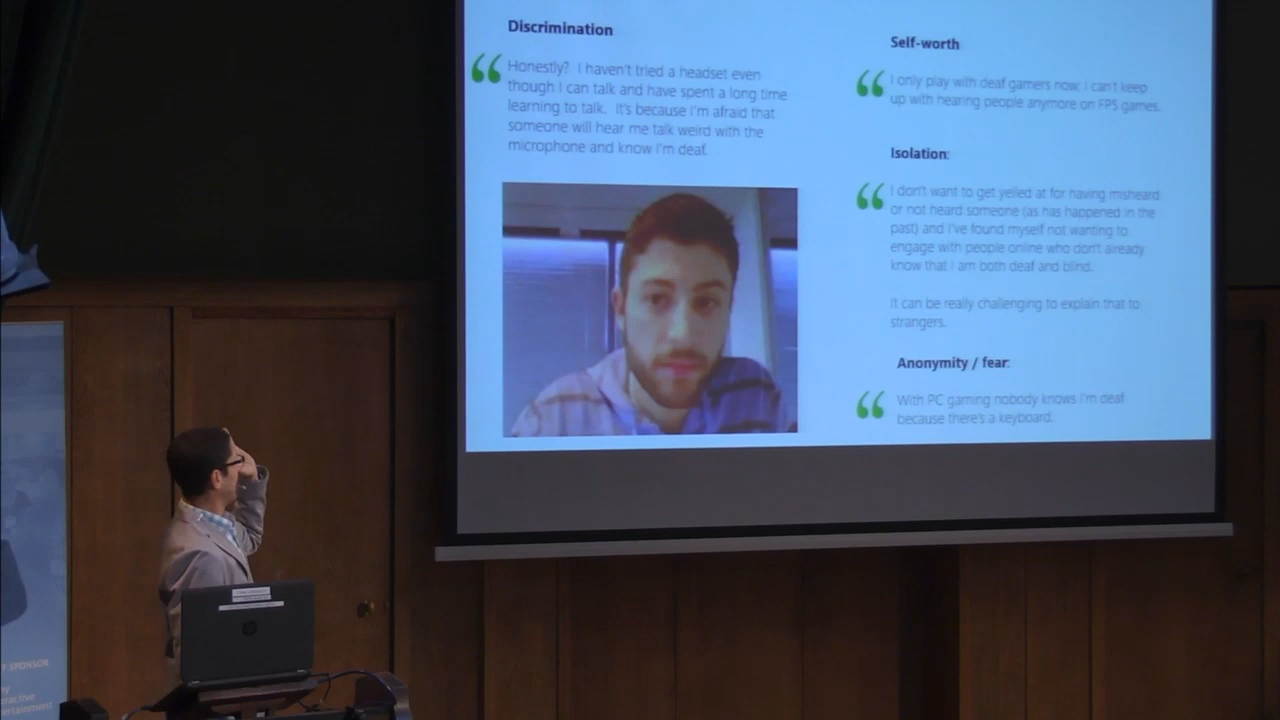 Discrimination
Honestly? I haven't tried a headset even
though I can talk and have spent a long time
learning to talk. It's because I'm afraid that
someone will hear me talk weird with the
microphone and know I'm deaf.
Self-worth
I only play with deaf gamers now; I can't keep
up with hearing people anymore on FPS games.
Isolation:
I don't want to get yelled at for having misheard
or not heard someone (as has happened in the
past) and I've found myself not wanting to
engage with people online who don't already
know that I am both deaf and blind.
It can be really challenging to explain that to
strangers.
Anonymity / fear:
With PC gaming nobody knows I'm deaf
because there's a keyboard.
SPONSOR